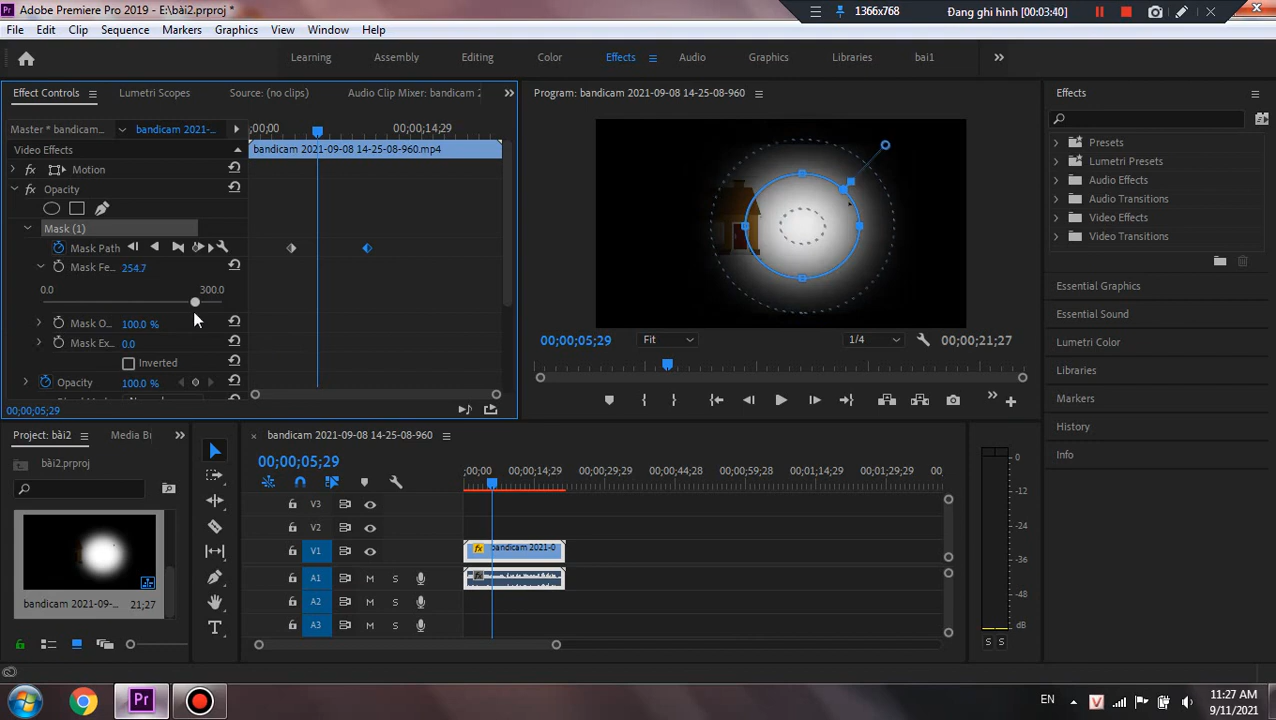 Adobe Premiere Pro 2019 - E:\bài2.prproj *
1366x768
Đang ghi hình [00:03:40]
File Edit Clip Sequence Markers Graphics View Window Help
Learning Assembly Editing Color Effects Audio Graphics Libraries bai1
Effect Controls Lumetri Scopes Source: (no clips) Audio Clip Mixer: bandicam 2
Program: bandicam 2021-09-08 14-25-08-960
Effects
Master * bandicam... bandicam 2021-...
;00;00 00;00;14;29
Video Effects
bandicam 2021-09-08 14-25-08-960.mp4
Motion
Opacity
Mask (1)
Mask Path
Mask Fe... 254.7
0.0 300.0
Mask O... 100.0 %
Mask Ex... 0.0
Inverted
Opacity 100.0 %
00;00;05;29
00;00;05;29 Fit 1/4 00;00;21;27
Presets
Lumetri Presets
Audio Effects
Audio Transitions
Video Effects
Video Transitions
Essential Graphics
Essential Sound
Lumetri Color
Libraries
Markers
History
Info
Project: bài2 Media Bi
bài2.prproj
bandicam 2021-09-... 21;27
bandicam 2021-09-08 14-25-08-960
00;00;05;29
;00;00 00;00;14;29 00;00;29;29 00;00;44;28 00;00;59;28 00;01;14;29 00;01;29;29 00
V3
V2
V1 fx bandicam 2021-0
A1 M S
A2 M S
A3 M S
0
-12
-24
-36
-48
dB
S S
EN
11:27 AM
9/11/2021